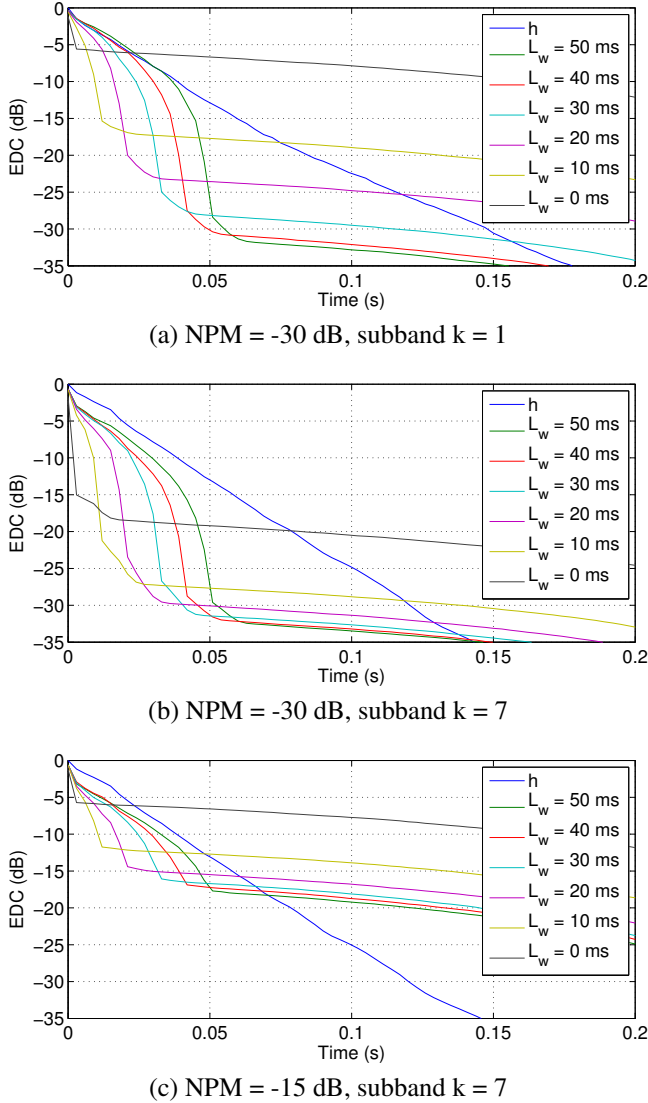 0
−5
−10
−15
−20
−25
−30
−35
EDC (dB)
0
0.05
0.1
0.15
0.2
Time (s)
h
L_w = 50 ms
L_w = 40 ms
L_w = 30 ms
L_w = 20 ms
L_w = 10 ms
L_w = 0 ms
(a) NPM = -30 dB, subband k = 1
0
−5
−10
−15
−20
−25
−30
−35
EDC (dB)
0
0.05
0.1
0.15
0.2
Time (s)
h
L_w = 50 ms
L_w = 40 ms
L_w = 30 ms
L_w = 20 ms
L_w = 10 ms
L_w = 0 ms
(b) NPM = -30 dB, subband k = 7
0
−5
−10
−15
−20
−25
−30
−35
EDC (dB)
0
0.05
0.1
0.15
0.2
Time (s)
h
L_w = 50 ms
L_w = 40 ms
L_w = 30 ms
L_w = 20 ms
L_w = 10 ms
L_w = 0 ms
(c) NPM = -15 dB, subband k = 7